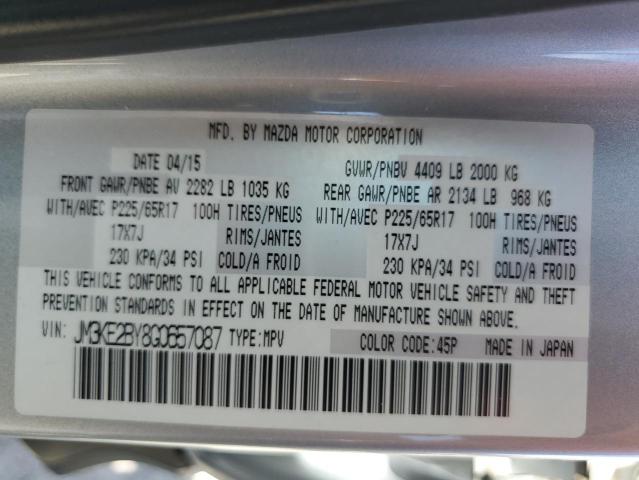 MFD. BY MAZDA MOTOR CORPORATION
DATE 04/15 GVWR/PNBV 4409 LB 2000 KG
FRONT GAWR/PNBE AV 2282 LB 1035 KG REAR GAWR/PNBE AR 2134 LB 968 KG
WITH/AVEC P225/65R17 100H TIRES/PNEUS WITH/AVEC P225/65R17 100H TIRES/PNEUS
17X7J RIMS/JANTES 17X7J RIMS/JANTES
230 KPA/34 PSI COLD/A FROID 230 KPA/34 PSI COLD/A FROID
THIS VEHICLE CONFORMS TO ALL APPLICABLE FEDERAL MOTOR VEHICLE SAFETY AND THEFT
PREVENTION STANDARDS IN EFFECT ON THE DATE OF MANUFACTURE SHOWN ABOVE.
VIN: JM3KE2BY8G0657087 TYPE: MPV COLOR CODE: 45P MADE IN JAPAN